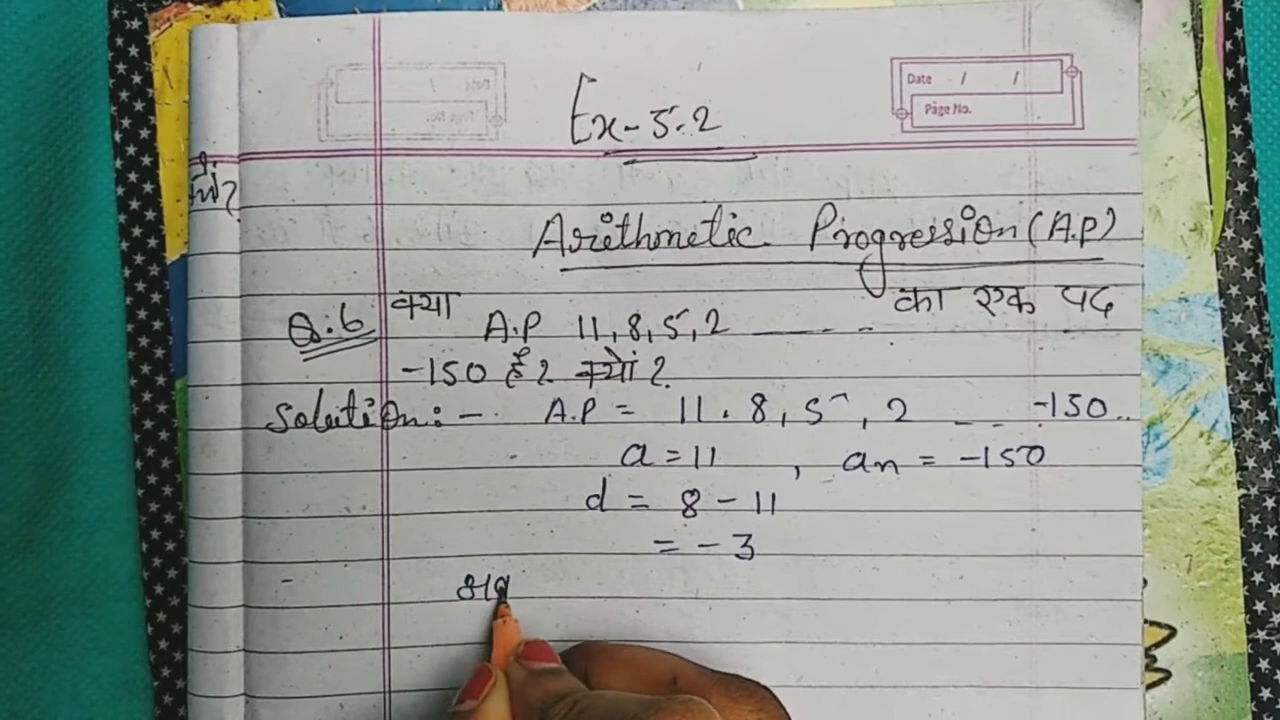 Date / /
Page No.
Ex-5.2
Arithmetic Progression (A.P)
Q.6 क्या A.P 11, 8, 5, 2 ——— - का एक पद
-150 है? क्यों?
Solution :- A.P = 11, 8, 5, 2 _ _ - -150..
a = 11 , an = -150
d = 8 - 11
= - 3
अब